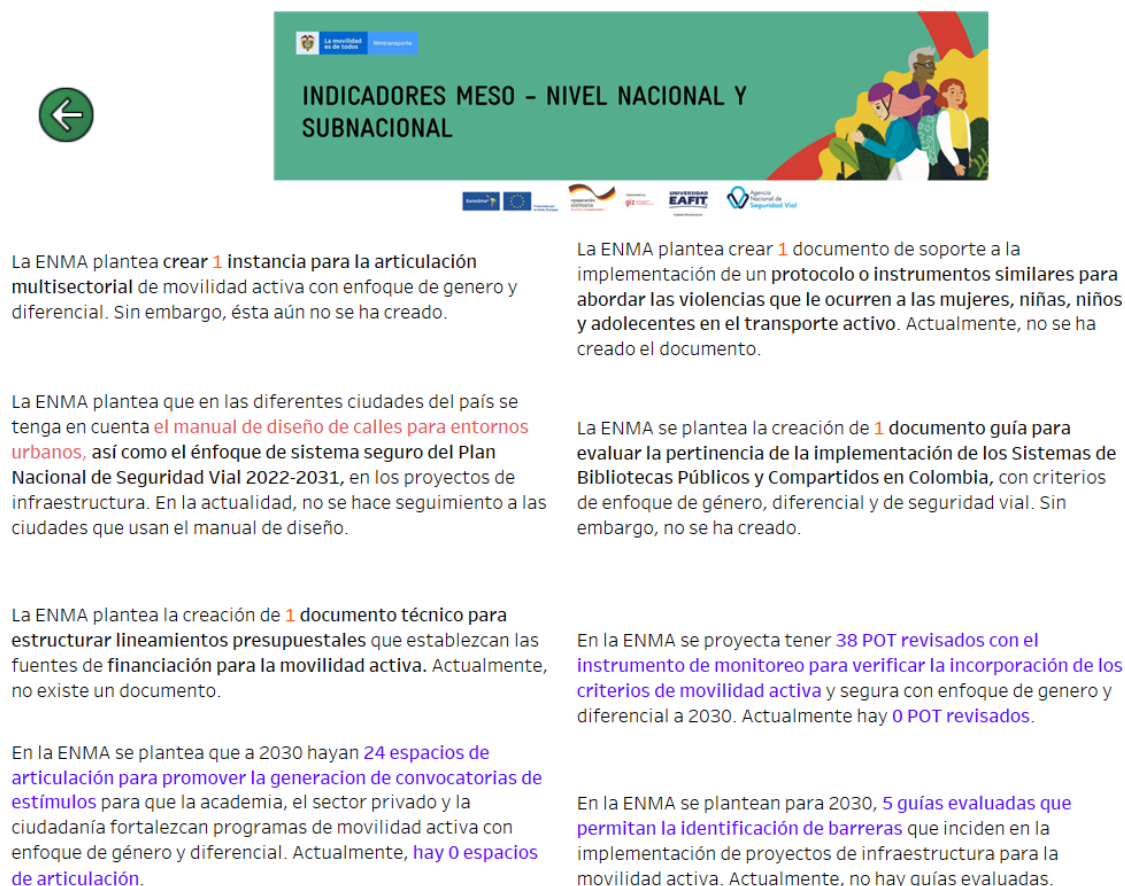 La movilidad
es de todos
Mintransporte
INDICADORES MESO - NIVEL NACIONAL Y
SUBNACIONAL
cooperación
alemana
giz
UNIVERSIDAD
EAFIT
Agencia
Nacional de
Seguridad Vial
La ENMA plantea crear 1 instancia para la articulación
multisectorial de movilidad activa con enfoque de genero y
diferencial. Sin embargo, ésta aún no se ha creado.
La ENMA plantea que en las diferentes ciudades del país se
tenga en cuenta el manual de diseño de calles para entornos
urbanos, así como el énfoque de sistema seguro del Plan
Nacional de Seguridad Vial 2022-2031, en los proyectos de
infraestructura. En la actualidad, no se hace seguimiento a las
ciudades que usan el manual de diseño.
La ENMA plantea la creación de 1 documento técnico para
estructurar lineamientos presupuestales que establezcan las
fuentes de financiación para la movilidad activa. Actualmente,
no existe un documento.
En la ENMA se plantea que a 2030 hayan 24 espacios de
articulación para promover la generacion de convocatorias de
estímulos para que la academia, el sector privado y la
ciudadanía fortalezcan programas de movilidad activa con
enfoque de género y diferencial. Actualmente, hay 0 espacios
de articulación.
La ENMA plantea crear 1 documento de soporte a la
implementación de un protocolo o instrumentos similares para
abordar las violencias que le ocurren a las mujeres, niñas, niños
y adolecentes en el transporte activo. Actualmente, no se ha
creado el documento.
La ENMA se plantea la creación de 1 documento guía para
evaluar la pertinencia de la implementación de los Sistemas de
Bibliotecas Públicos y Compartidos en Colombia, con criterios
de enfoque de género, diferencial y de seguridad vial. Sin
embargo, no se ha creado.
En la ENMA se proyecta tener 38 POT revisados con el
instrumento de monitoreo para verificar la incorporación de los
criterios de movilidad activa y segura con enfoque de genero y
diferencial a 2030. Actualmente hay 0 POT revisados.
En la ENMA se plantean para 2030, 5 guías evaluadas que
permitan la identificación de barreras que inciden en la
implementación de proyectos de infraestructura para la
movilidad activa. Actualmente, no hay guías evaluadas.